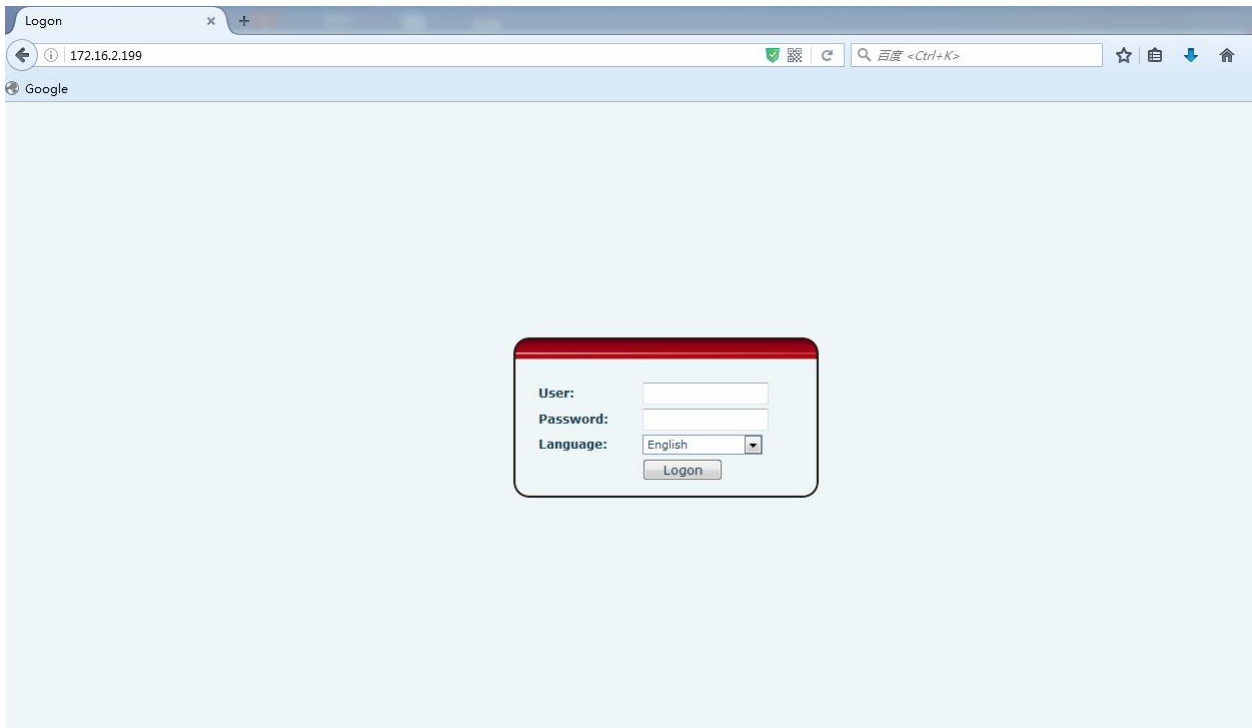 Logon
172.16.2.199
百度 <Ctrl+K>
Google
User:
Password:
Language: English
Logon